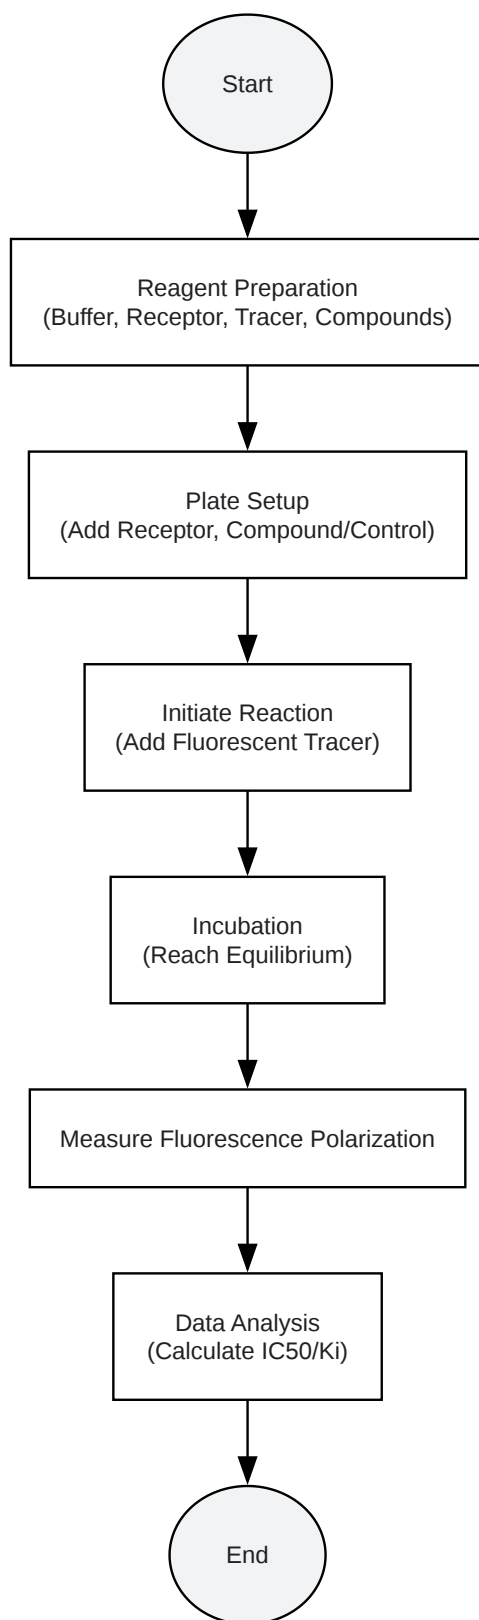 Start
Reagent Preparation
(Buffer, Receptor, Tracer, Compounds)
Plate Setup
(Add Receptor, Compound/Control)
Initiate Reaction
(Add Fluorescent Tracer)
Incubation
(Reach Equilibrium)
Measure Fluorescence Polarization
Data Analysis
(Calculate IC50/Ki)
End